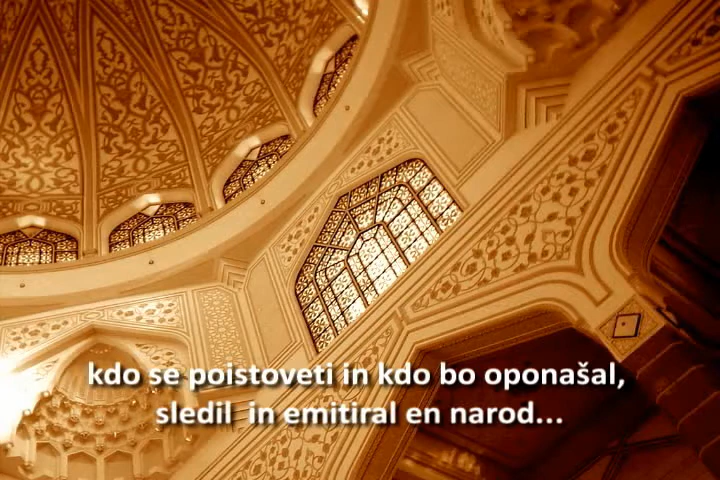 kdo se poistoveti in kdo bo oponašal,
sledil in emitiral en narod...